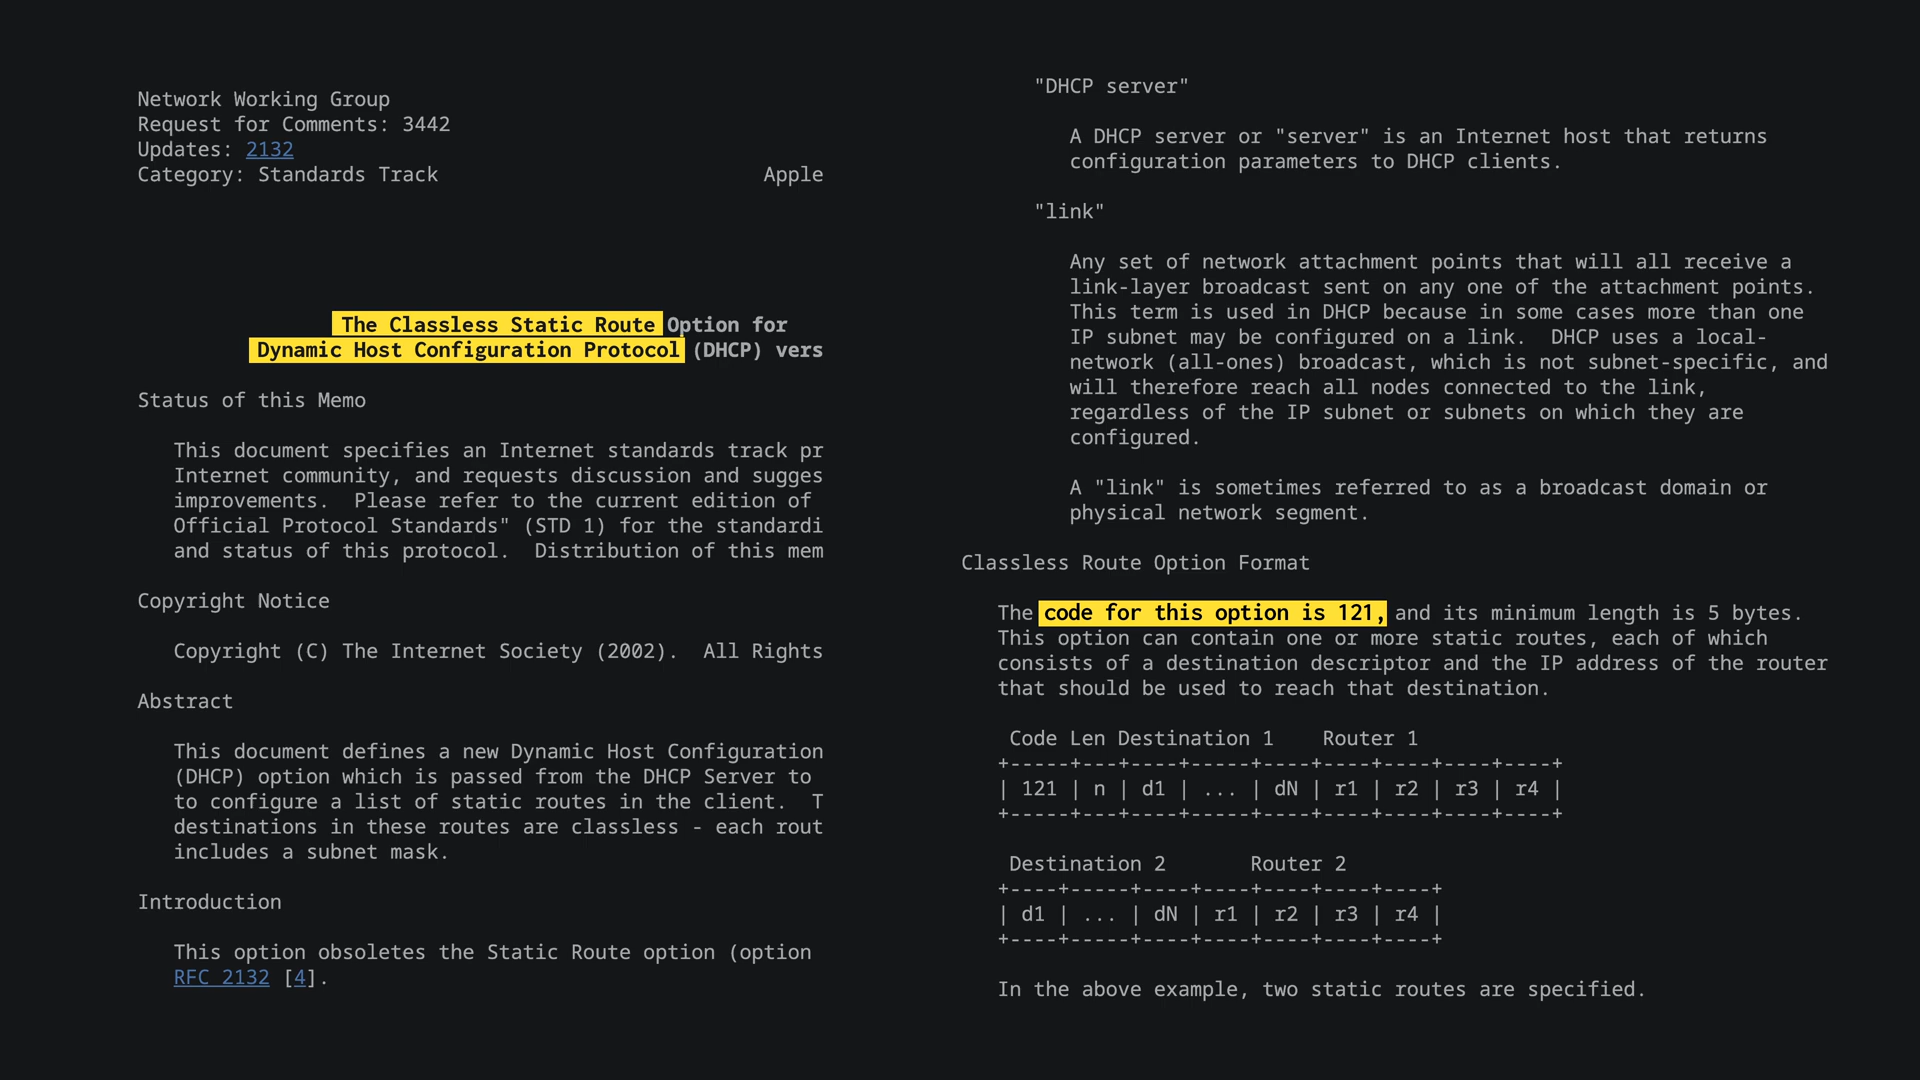 Network Working Group
Request for Comments: 3442
Updates: 2132
Category: Standards Track                           Apple
The Classless Static Route Option for
Dynamic Host Configuration Protocol (DHCP) vers
Status of this Memo
This document specifies an Internet standards track pr
Internet community, and requests discussion and sugges
improvements.  Please refer to the current edition of
Official Protocol Standards" (STD 1) for the standardi
and status of this protocol.  Distribution of this mem
Copyright Notice
Copyright (C) The Internet Society (2002).  All Rights
Abstract
This document defines a new Dynamic Host Configuration
(DHCP) option which is passed from the DHCP Server to
to configure a list of static routes in the client.  T
destinations in these routes are classless - each rout
includes a subnet mask.
Introduction
This option obsoletes the Static Route option (option
RFC 2132 [4].
"DHCP server"
A DHCP server or "server" is an Internet host that returns
configuration parameters to DHCP clients.
"link"
Any set of network attachment points that will all receive a
link-layer broadcast sent on any one of the attachment points.
This term is used in DHCP because in some cases more than one
IP subnet may be configured on a link.  DHCP uses a local-
network (all-ones) broadcast, which is not subnet-specific, and
will therefore reach all nodes connected to the link,
regardless of the IP subnet or subnets on which they are
configured.
A "link" is sometimes referred to as a broadcast domain or
physical network segment.
Classless Route Option Format
The code for this option is 121, and its minimum length is 5 bytes.
This option can contain one or more static routes, each of which
consists of a destination descriptor and the IP address of the router
that should be used to reach that destination.
Code Len Destination 1    Router 1
+-----+---+----+-----+----+----+----+----+----+
| 121 | n | d1 | ... | dN | r1 | r2 | r3 | r4 |
+-----+---+----+-----+----+----+----+----+----+
Destination 2       Router 2
+----+-----+----+----+----+----+----+
| d1 | ... | dN | r1 | r2 | r3 | r4 |
+----+-----+----+----+----+----+----+
In the above example, two static routes are specified.